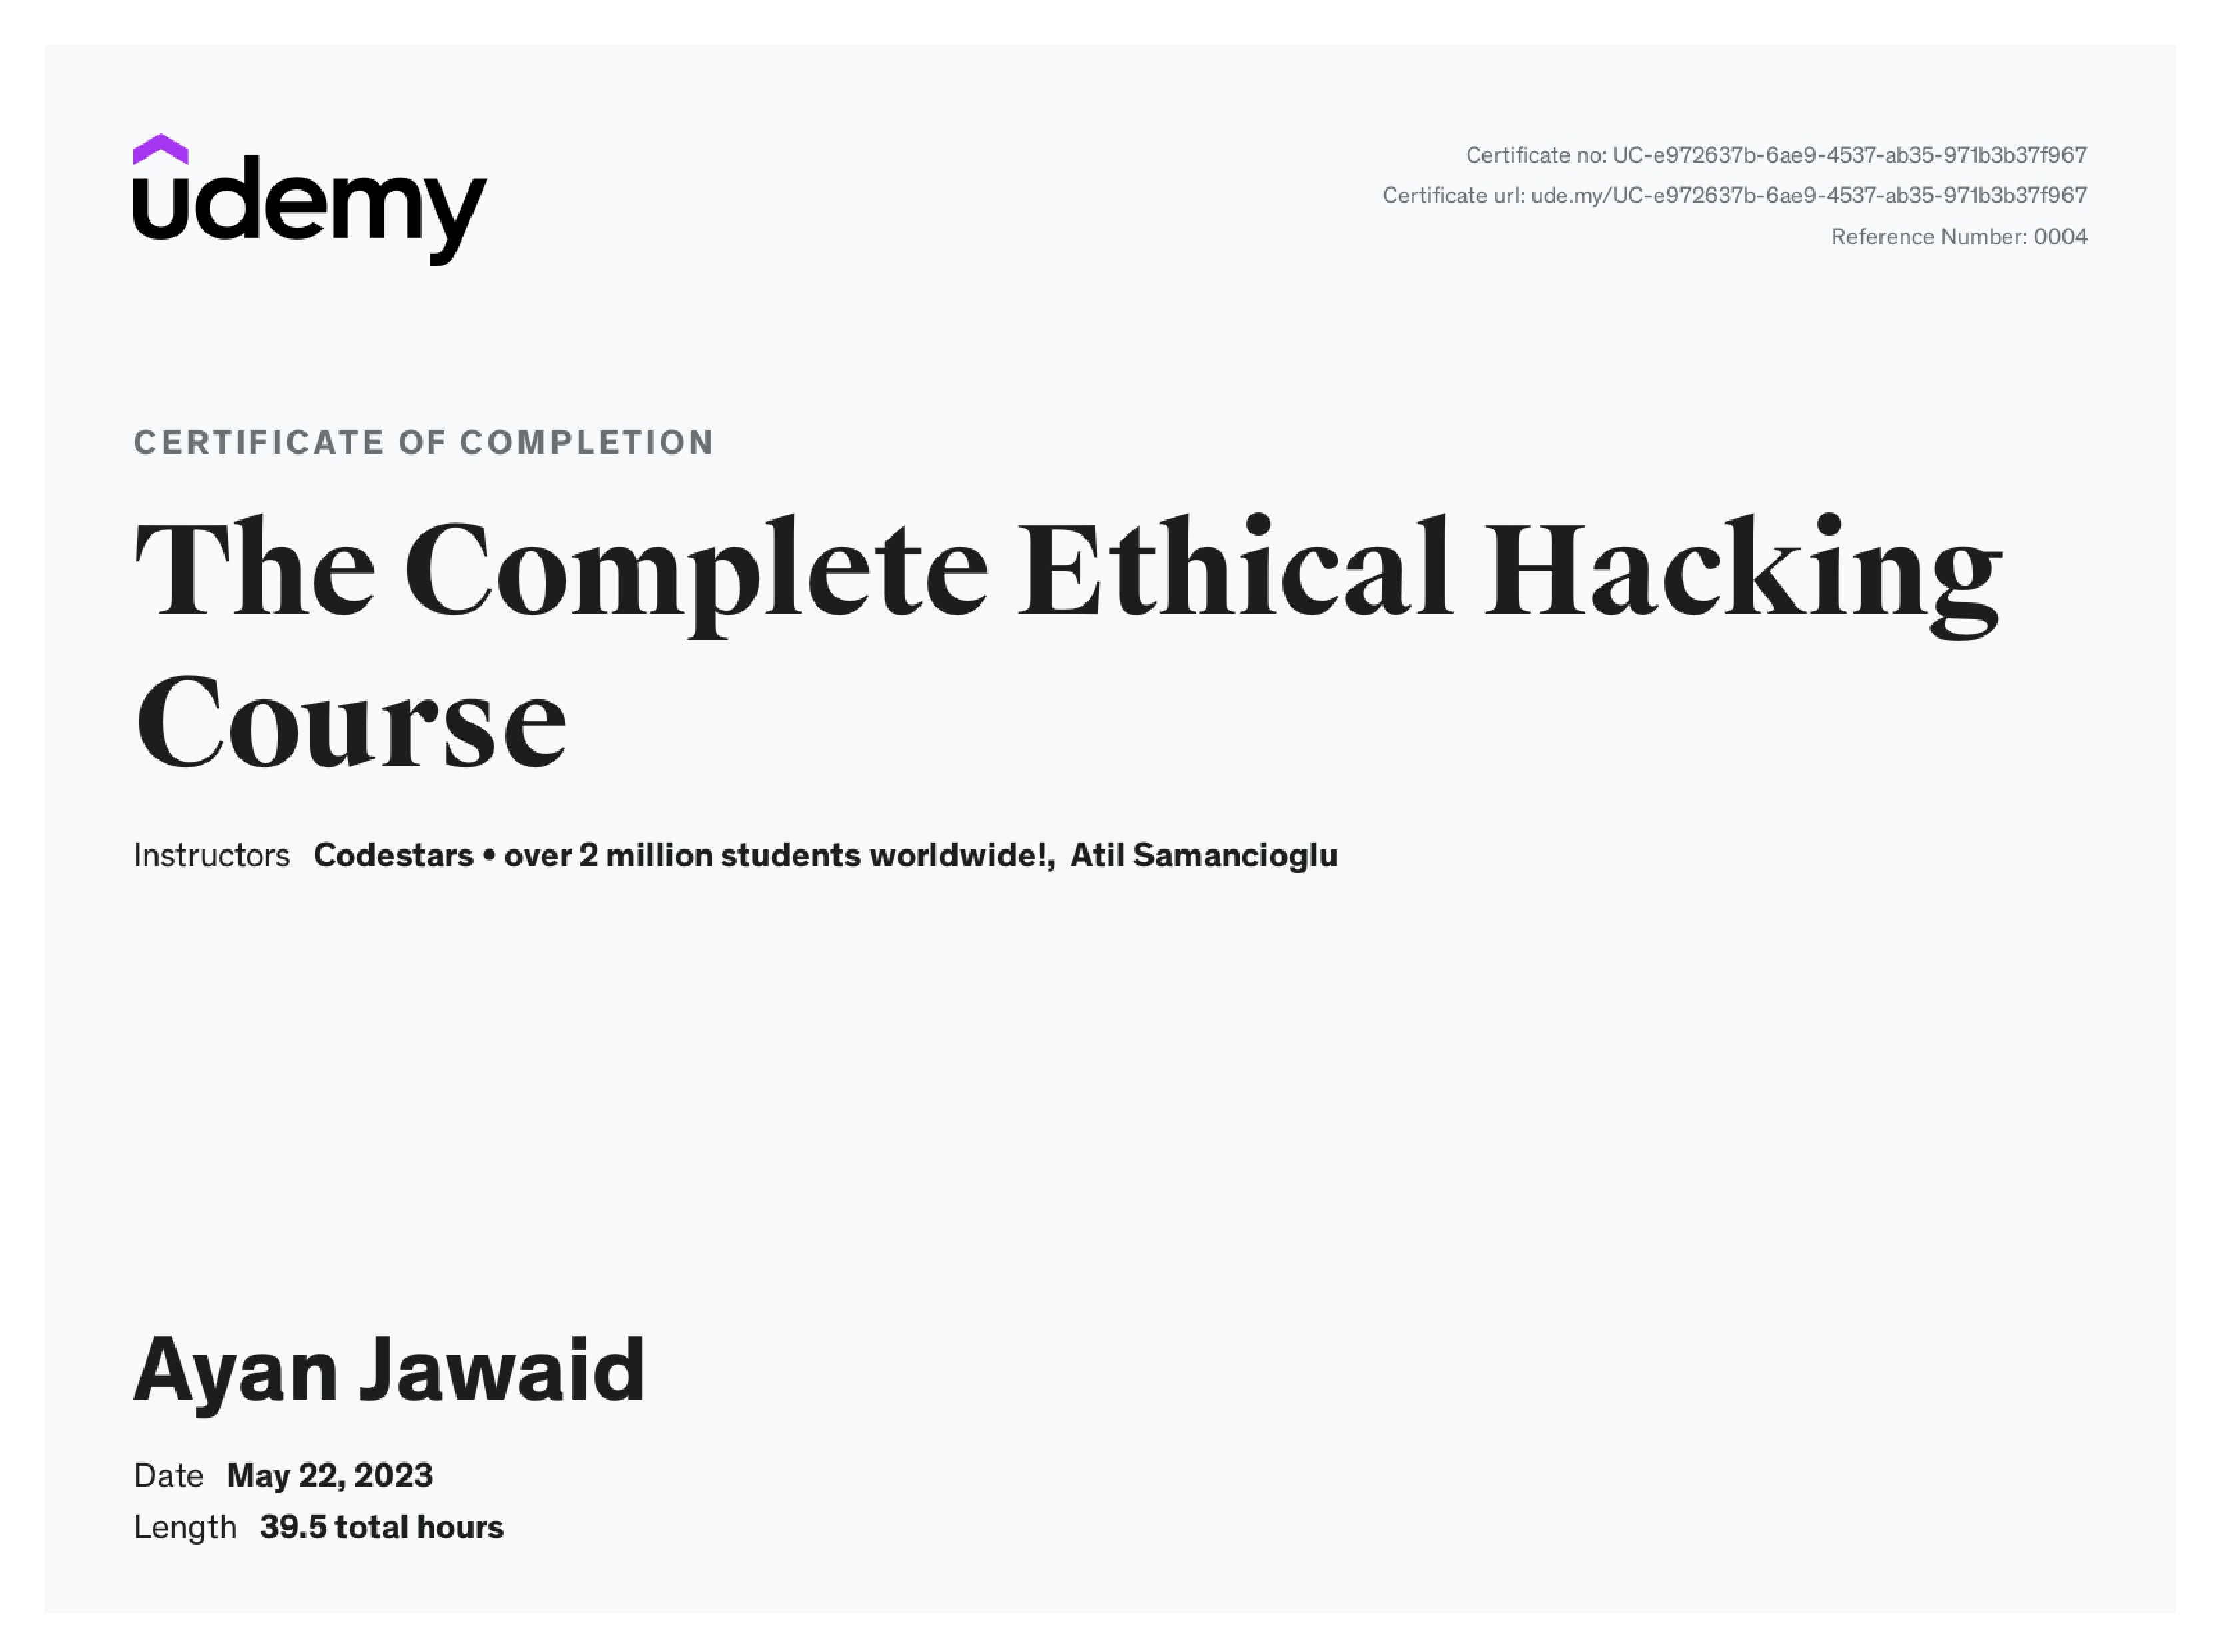 udemy
Certificate no: UC-e972637b-6ae9-4537-ab35-971b3b37f967
Certificate url: ude.my/UC-e972637b-6ae9-4537-ab35-971b3b37f967
Reference Number: 0004
CERTIFICATE OF COMPLETION
The Complete Ethical Hacking
Course
Instructors Codestars • over 2 million students worldwide!, Atil Samancioglu
Ayan Jawaid
Date May 22, 2023
Length 39.5 total hours